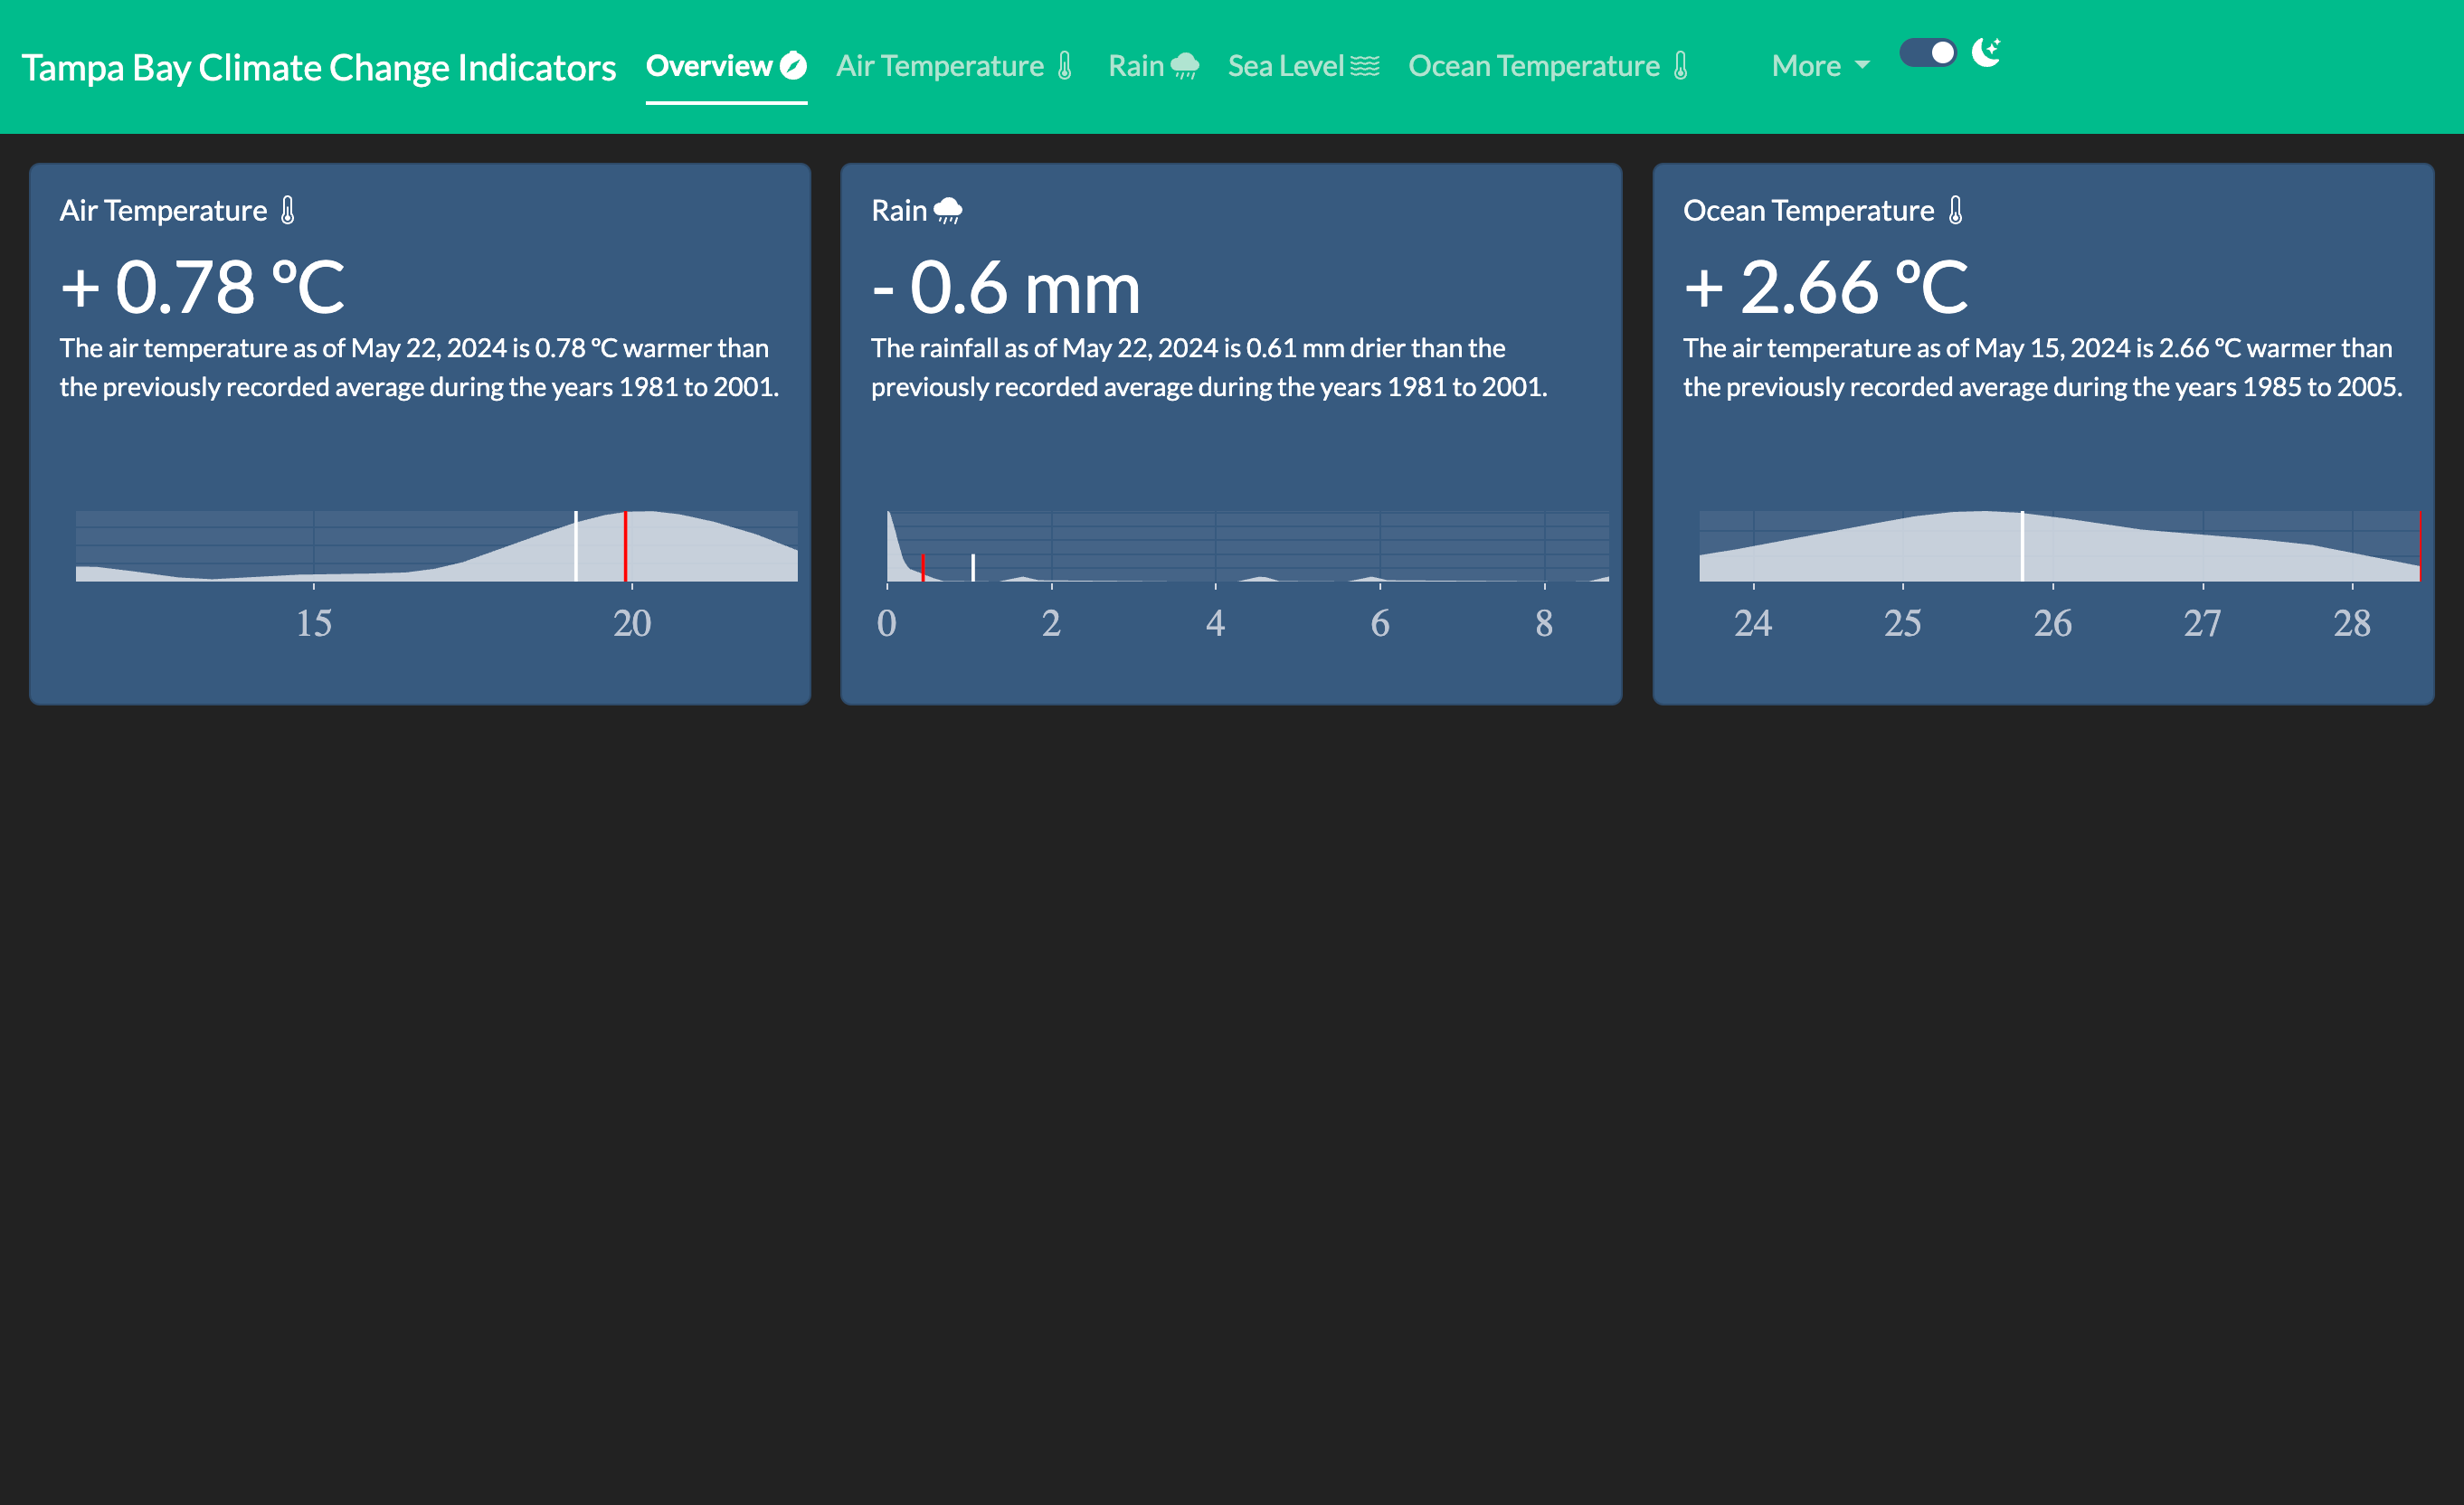 Tampa Bay Climate Change Indicators Overview Air Temperature Rain Sea Level Ocean Temperature More
Air Temperature
+ 0.78 ºC
The air temperature as of May 22, 2024 is 0.78 ºC warmer than
the previously recorded average during the years 1981 to 2001.
15 20
Rain
- 0.6 mm
The rainfall as of May 22, 2024 is 0.61 mm drier than the
previously recorded average during the years 1981 to 2001.
0 2 4 6 8
Ocean Temperature
+ 2.66 ºC
The air temperature as of May 15, 2024 is 2.66 ºC warmer than
the previously recorded average during the years 1985 to 2005.
24 25 26 27 28